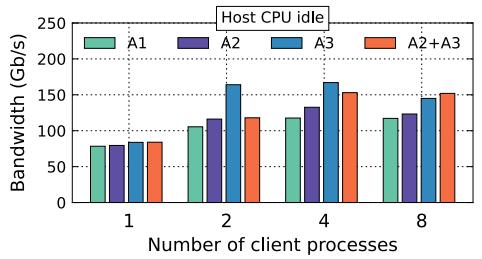 Host CPU idle
A1 A2 A3 A2+A3
Bandwidth (Gb/s)
250
200
150
100
50
0
1 2 4 8
Number of client processes